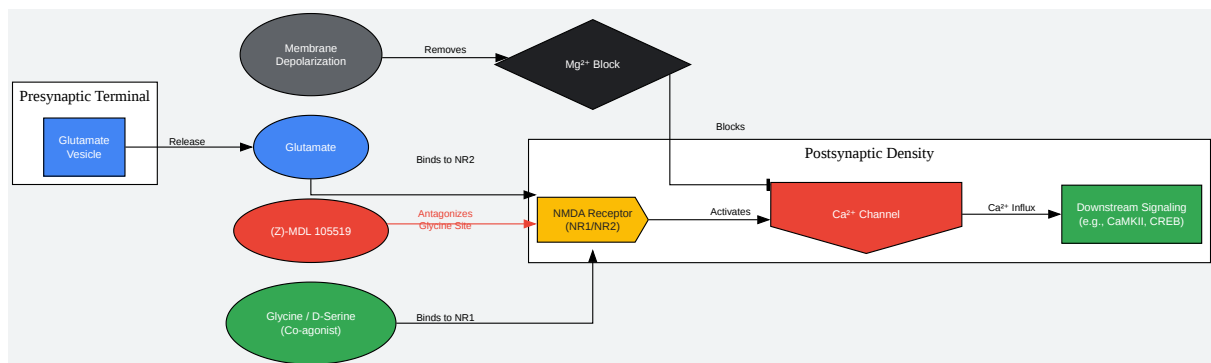 Membrane
Depolarization
Removes
Mg²⁺ Block
Presynaptic Terminal
Glutamate
Vesicle
Release
Glutamate
Binds to NR2
Blocks
Postsynaptic Density
(Z)-MDL 105519
Antagonizes
Glycine Site
NMDA Receptor
(NR1/NR2)
Activates
Ca²⁺ Channel
Ca²⁺ Influx
Downstream Signaling
(e.g., CaMKII, CREB)
Glycine / D-Serine
(Co-agonist)
Binds to NR1